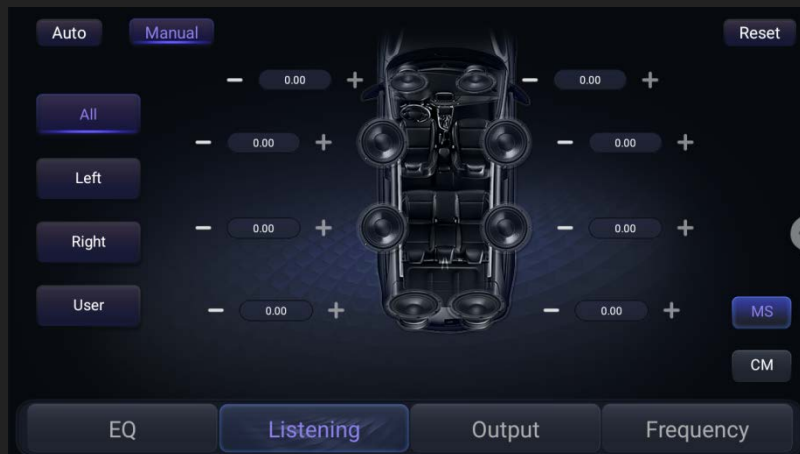 Auto
Manual
Reset
0.00
0.00
All
0.00
0.00
Left
Right
0.00
0.00
User
0.00
0.00
MS
CM
EQ
Listening
Output
Frequency